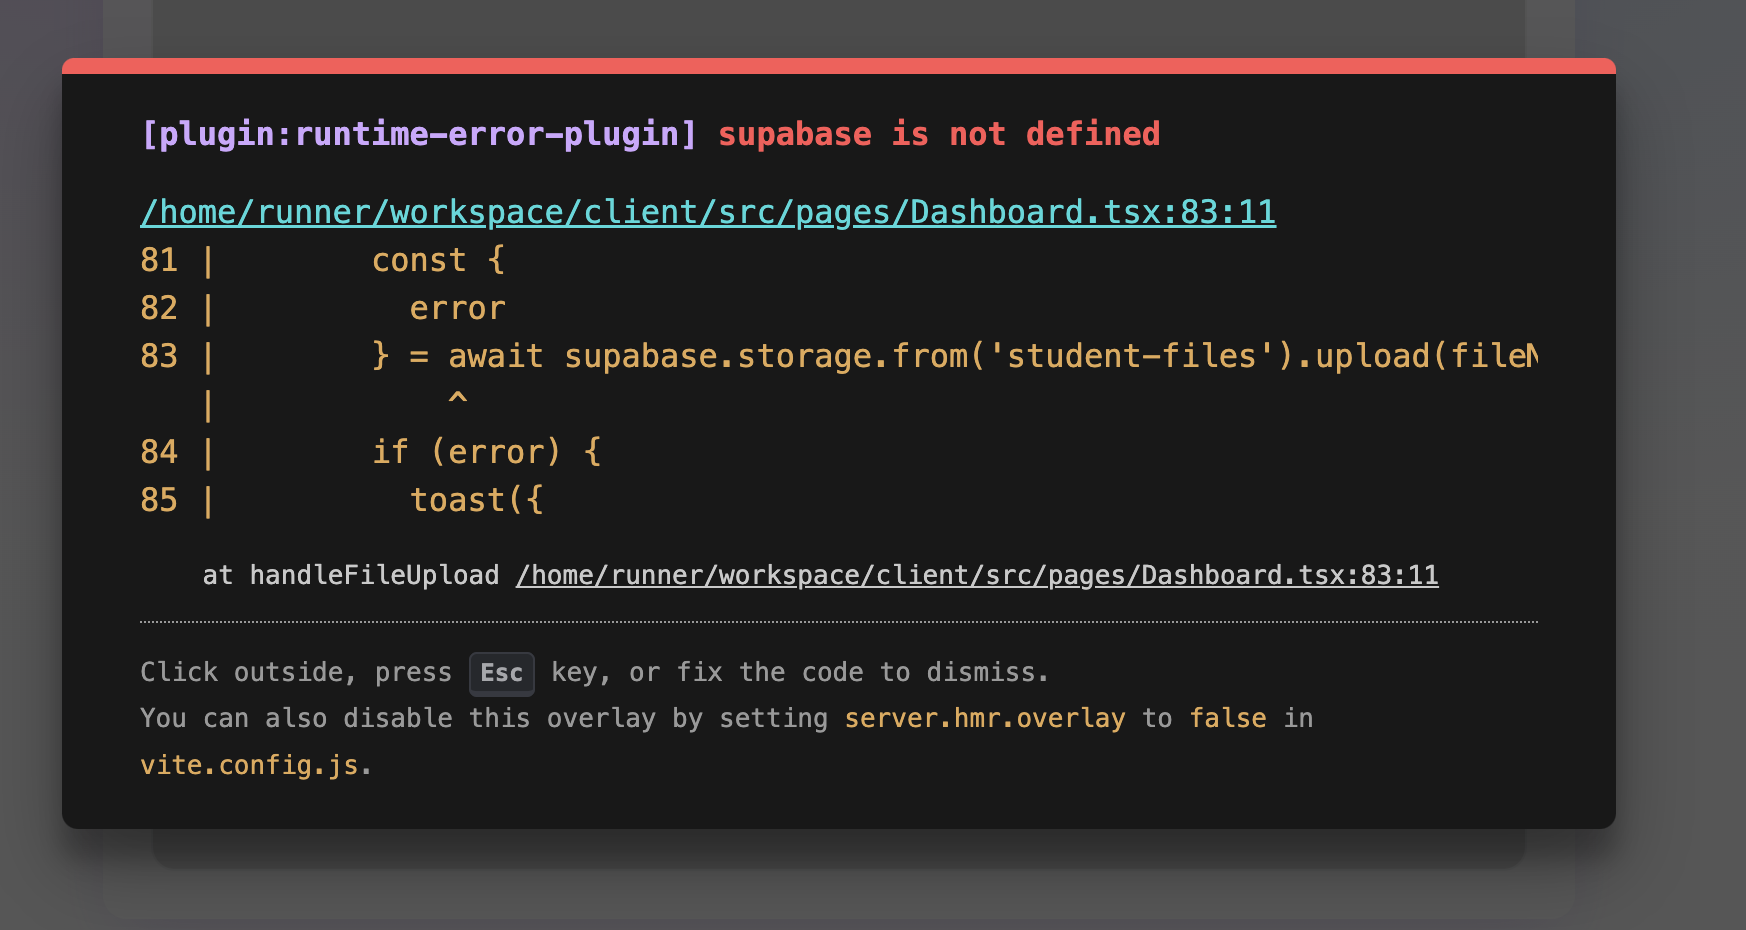 [plugin:runtime-error-plugin] supabase is not defined
/home/runner/workspace/client/src/pages/Dashboard.tsx:83:11
81 |        const {
82 |          error
83 |        } = await supabase.storage.from('student-files').upload(fileN
   |            ^
84 |        if (error) {
85 |          toast({
at handleFileUpload /home/runner/workspace/client/src/pages/Dashboard.tsx:83:11
Click outside, press Esc key, or fix the code to dismiss.
You can also disable this overlay by setting server.hmr.overlay to false in
vite.config.js.